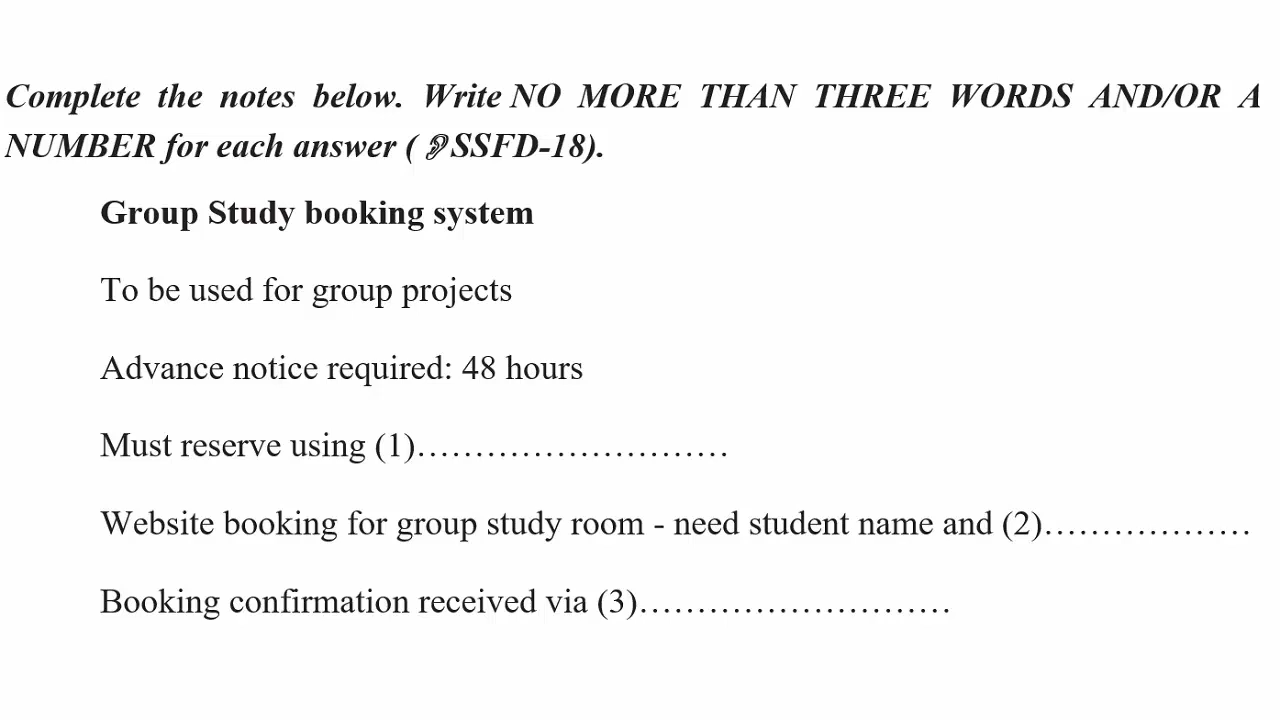 Complete the notes below. Write NO MORE THAN THREE WORDS AND/OR A
NUMBER for each answer (👂SSFD-18).
Group Study booking system
To be used for group projects
Advance notice required: 48 hours
Must reserve using (1)………………………
Website booking for group study room - need student name and (2)………………
Booking confirmation received via (3)………………………